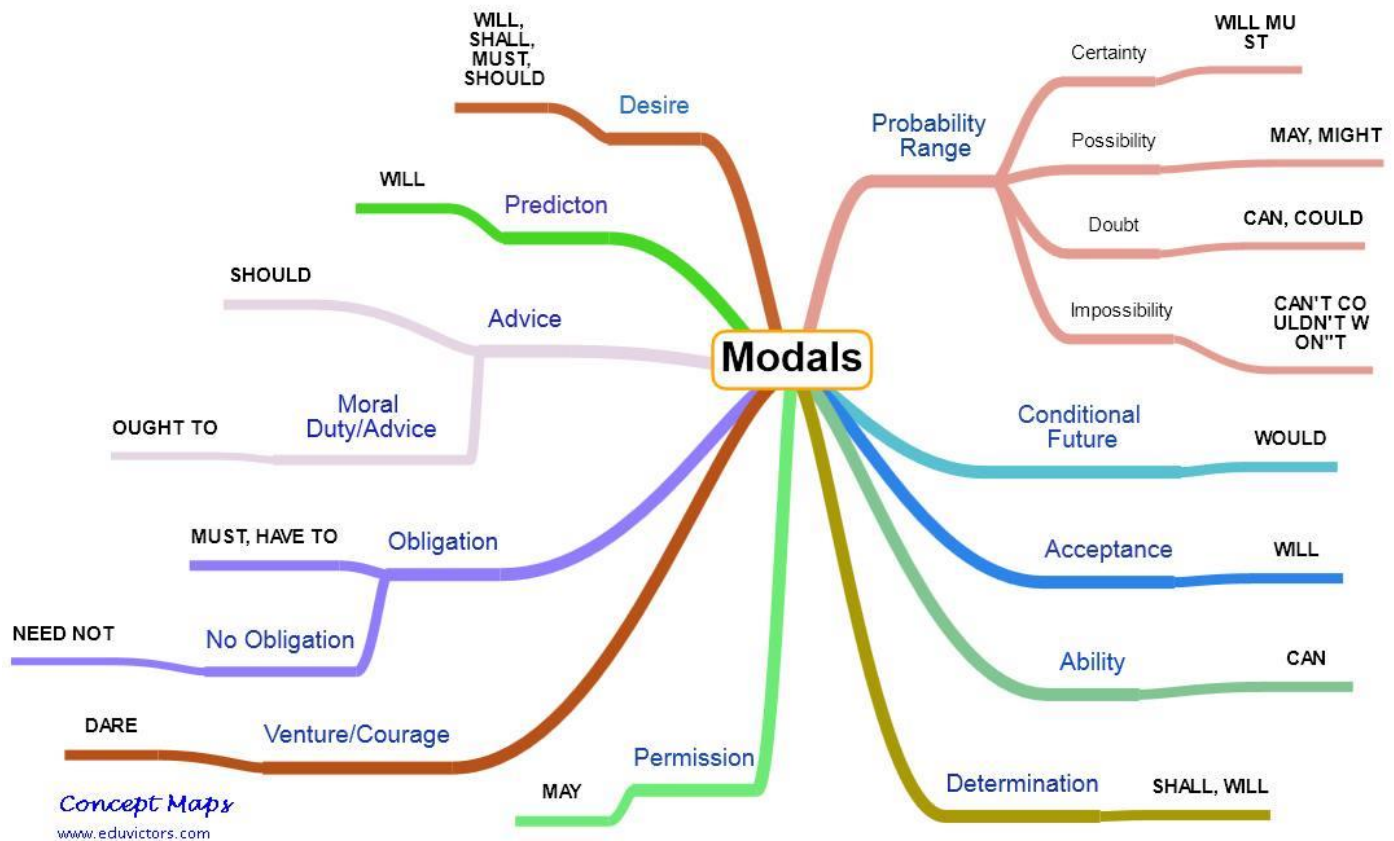 WILL,
SHALL,
MUST,
SHOULD
Desire
WILL
Predicton
SHOULD
Advice
Moral
Duty/Advice
OUGHT TO
MUST, HAVE TO
Obligation
NEED NOT
No Obligation
DARE
Venture/Courage
MAY
Permission
Modals
Probability
Range
Certainty
WILL MU
ST
Possibility
MAY, MIGHT
Doubt
CAN, COULD
Impossibility
CAN'T CO
ULDN'T W
ON"T
Conditional
Future
WOULD
Acceptance
WILL
Ability
CAN
Determination
SHALL, WILL
Concept Maps
www.eduvictors.com